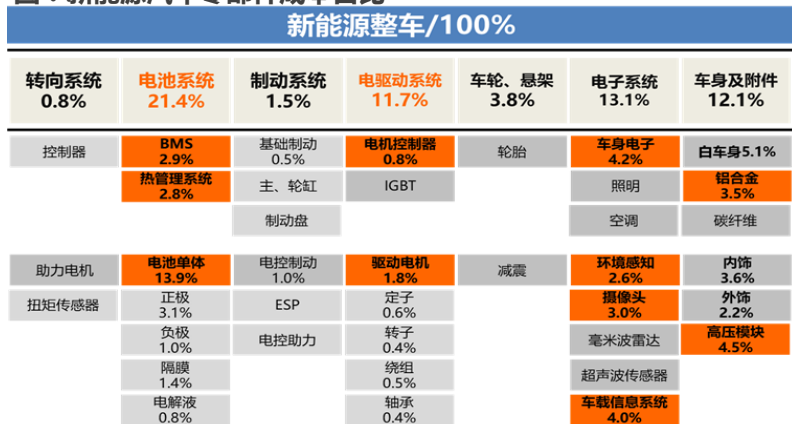 新能源整车/100%
转向系统
0.8%
电池系统
21.4%
制动系统
1.5%
电驱动系统
11.7%
车轮、悬架
3.8%
电子系统
13.1%
车身及附件
12.1%
控制器
BMS
2.9%
基础制动
0.5%
电机控制器
0.8%
轮胎
车身电子
4.2%
白车身5.1%
热管理系统
2.8%
主、轮缸
IGBT
照明
铝合金
3.5%
制动盘
空调
碳纤维
助力电机
电池单体
13.9%
电控制动
1.0%
驱动电机
1.8%
减震
环境感知
2.6%
内饰
3.6%
扭矩传感器
正极
3.1%
ESP
定子
0.6%
摄像头
3.0%
外饰
2.2%
负极
1.0%
电控助力
转子
0.4%
毫米波雷达
高压模块
4.5%
隔膜
1.4%
绕组
0.5%
超声波传感器
电解液
0.8%
轴承
0.4%
车载信息系统
4.0%